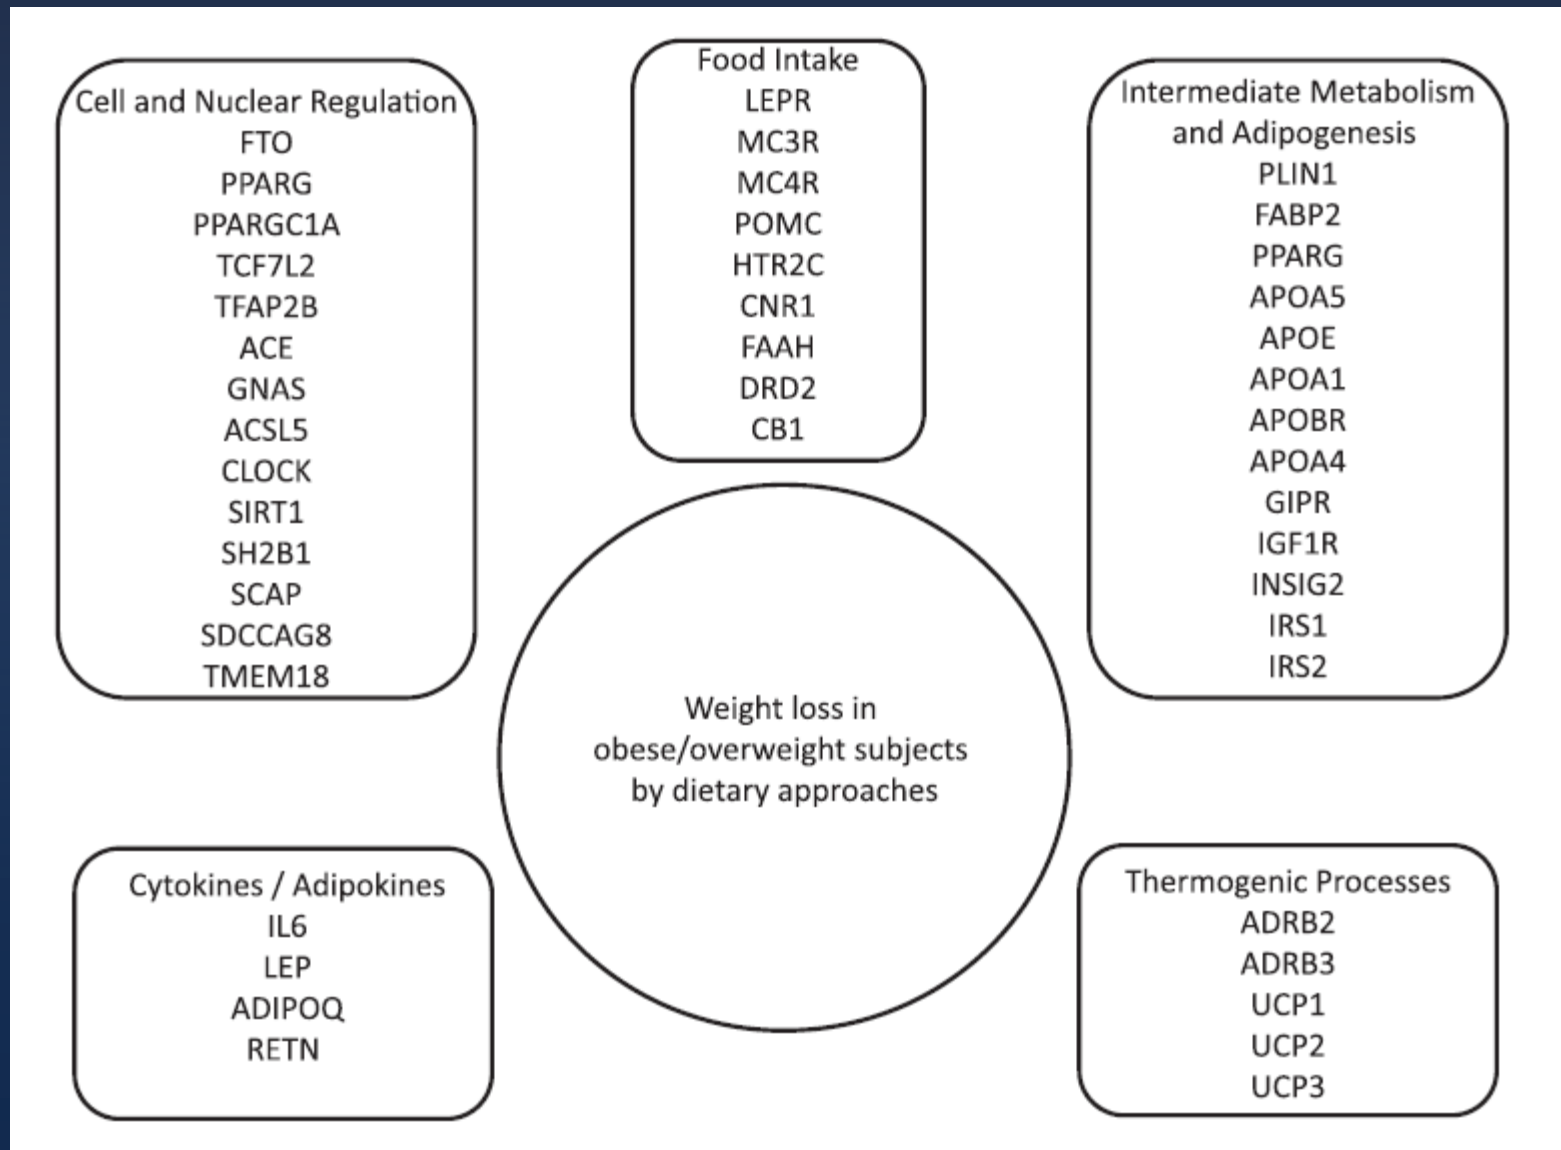 Cell and Nuclear Regulation
FTO
PPARG
PPARGC1A
TCF7L2
TFAP2B
ACE
GNAS
ACSL5
CLOCK
SIRT1
SH2B1
SCAP
SDCCAG8
TMEM18
Food Intake
LEPR
MC3R
MC4R
POMC
HTR2C
CNR1
FAAH
DRD2
CB1
Intermediate Metabolism
and Adipogenesis
PLIN1
FABP2
PPARG
APOA5
APOE
APOA1
APOBR
APOA4
GIPR
IGF1R
INSIG2
IRS1
IRS2
Weight loss in
obese/overweight subjects
by dietary approaches
Cytokines / Adipokines
IL6
LEP
ADIPOQ
RETN
Thermogenic Processes
ADRB2
ADRB3
UCP1
UCP2
UCP3